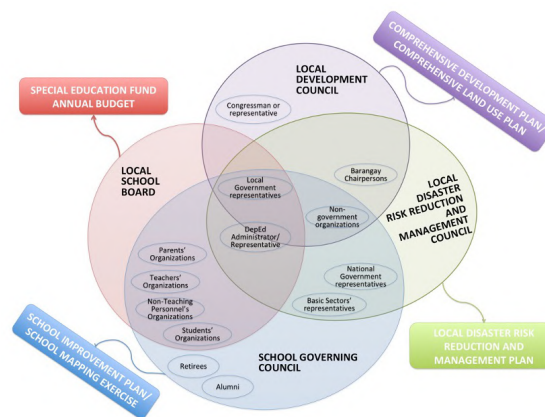 COMPREHENSIVE DEVELOPMENT PLAN/
COMPREHENSIVE LAND USE PLAN
LOCAL
DEVELOPMENT
COUNCIL
SPECIAL EDUCATION FUND
ANNUAL BUDGET
Congressman or
representative
LOCAL
SCHOOL
BOARD
Barangay
Chairpersons
Local
Government
representatives
LOCAL
DISASTER
RISK REDUCTION
AND
MANAGEMENT
COUNCIL
Non-
government
organizations
DepEd
Administrator/
Representative
Parents'
Organizations
Teachers'
Organizations
National
Government
representatives
Non-Teaching
Personnel's
Organizations
Basic Sectors'
representatives
Students'
Organizations
SCHOOL IMPROVEMENT PLAN/
SCHOOL MAPPING EXERCISE
LOCAL DISASTER RISK
REDUCTION AND
MANAGEMENT PLAN
SCHOOL GOVERNING
COUNCIL
Retirees
Alumni